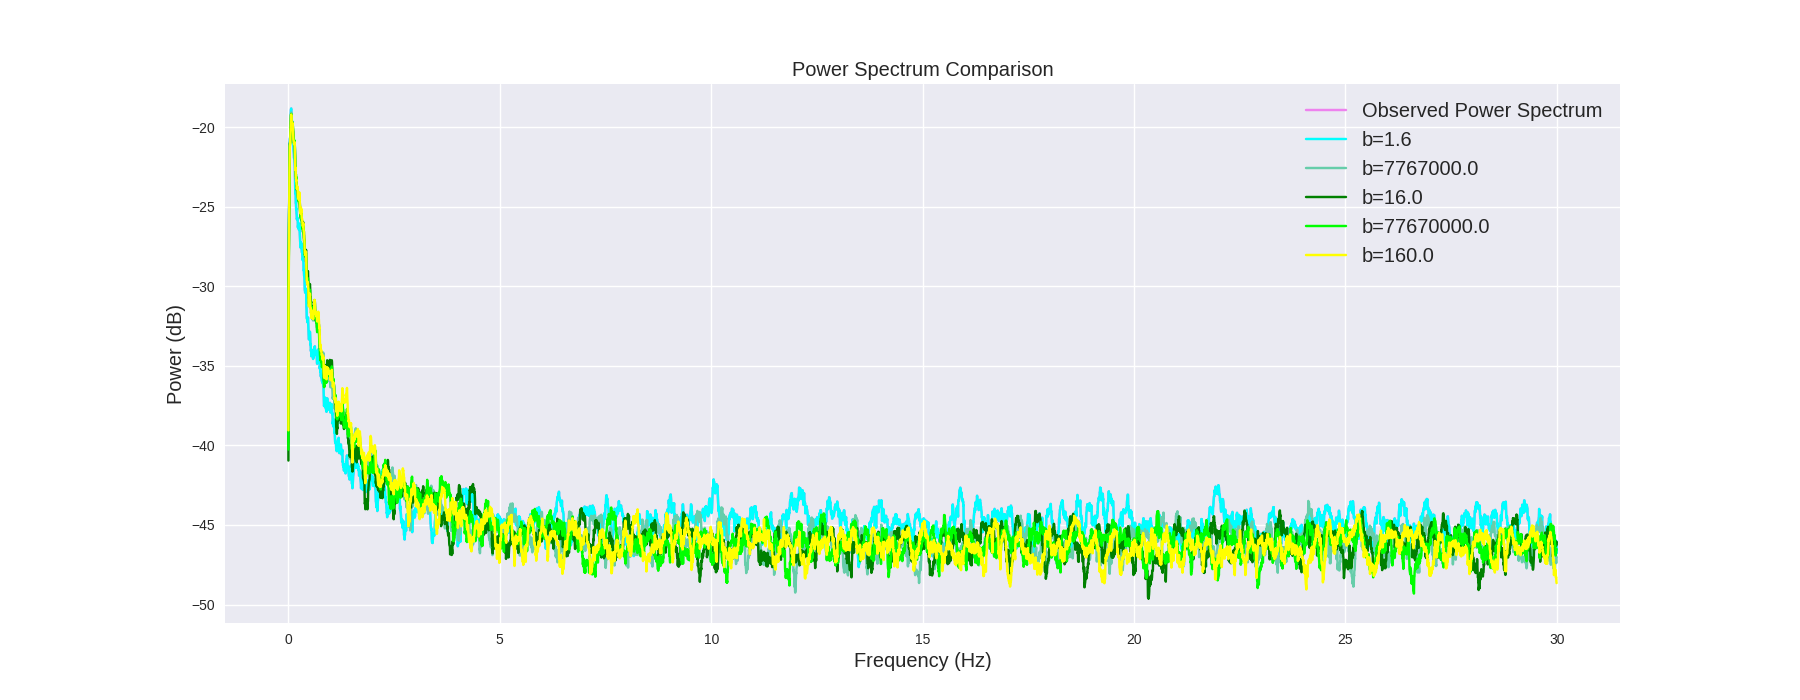 Power Spectrum Comparison
Power (dB)
−20
−25
−30
−35
−40
−45
−50
Observed Power Spectrum
b=1.6
b=7767000.0
b=16.0
b=77670000.0
b=160.0
0 5 10 15 20 25 30
Frequency (Hz)